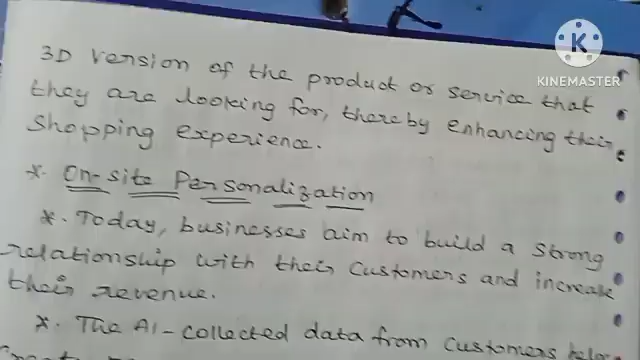 K
KINEMASTER
3D version of the product or service that
they are looking for, thereby enhancing their
shopping experience.
*. On-site Personalization
*. Today, businesses aim to build a strong
relationship with their customers and increase
their revenue.
*. The AI-collected data from customers